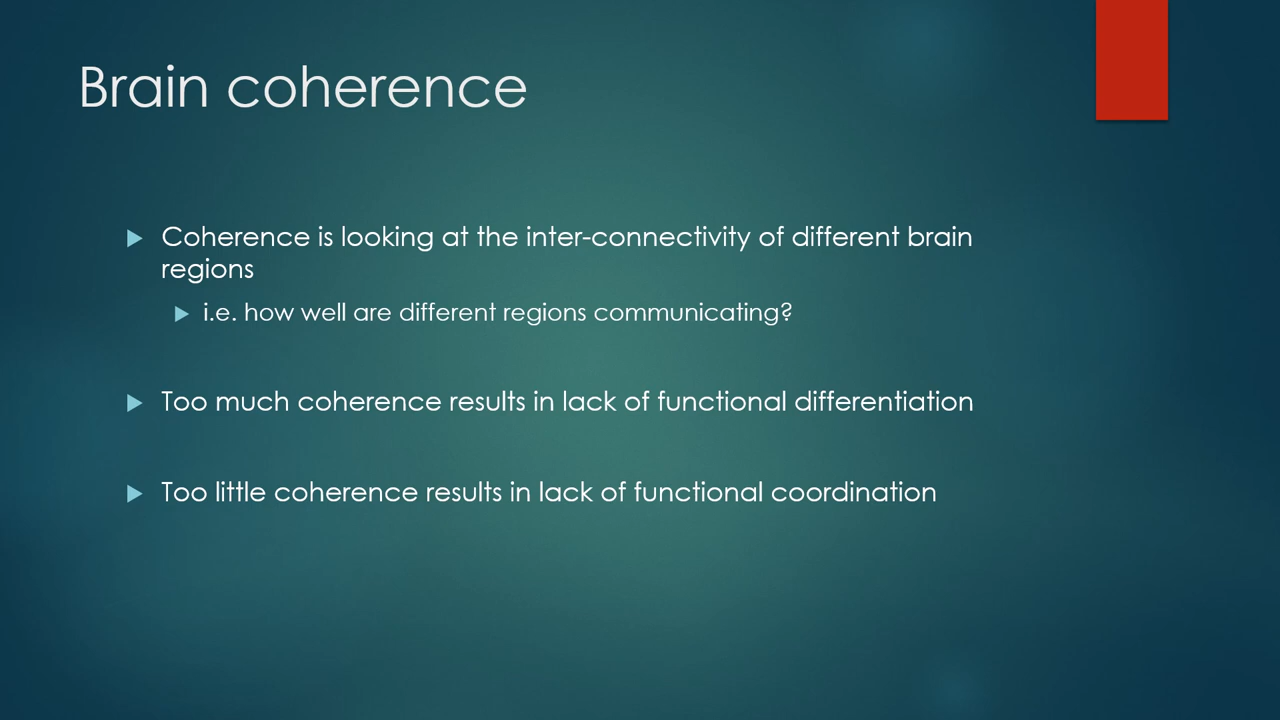 Brain coherence
Coherence is looking at the inter-connectivity of different brain
regions
i.e. how well are different regions communicating?
Too much coherence results in lack of functional differentiation
Too little coherence results in lack of functional coordination